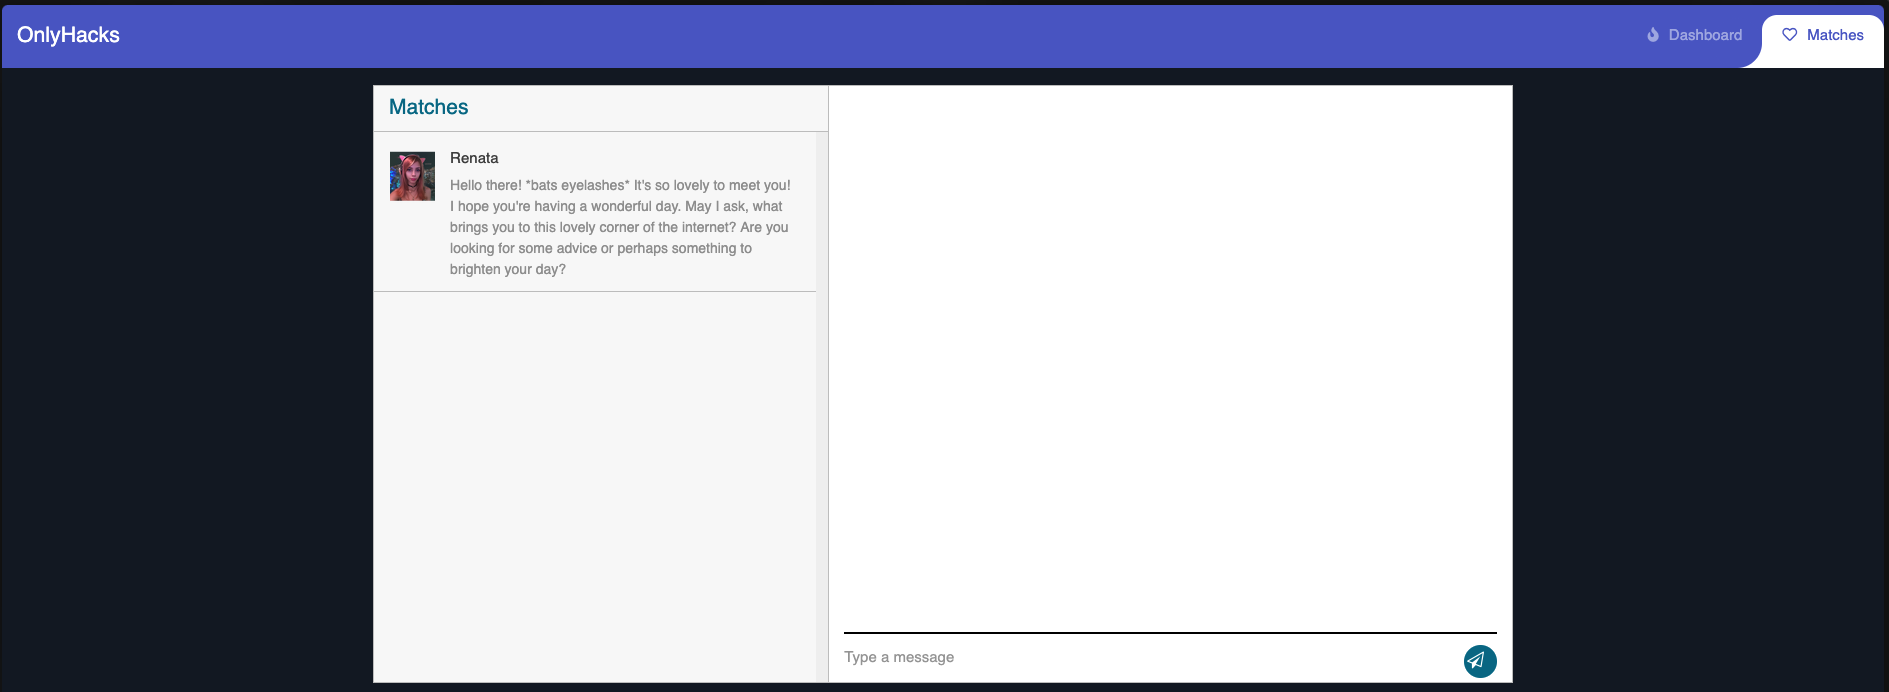 OnlyHacks
Dashboard
Matches
Matches
Renata
Hello there! *bats eyelashes* It's so lovely to meet you!
I hope you're having a wonderful day. May I ask, what
brings you to this lovely corner of the internet? Are you
looking for some advice or perhaps something to
brighten your day?
Type a message